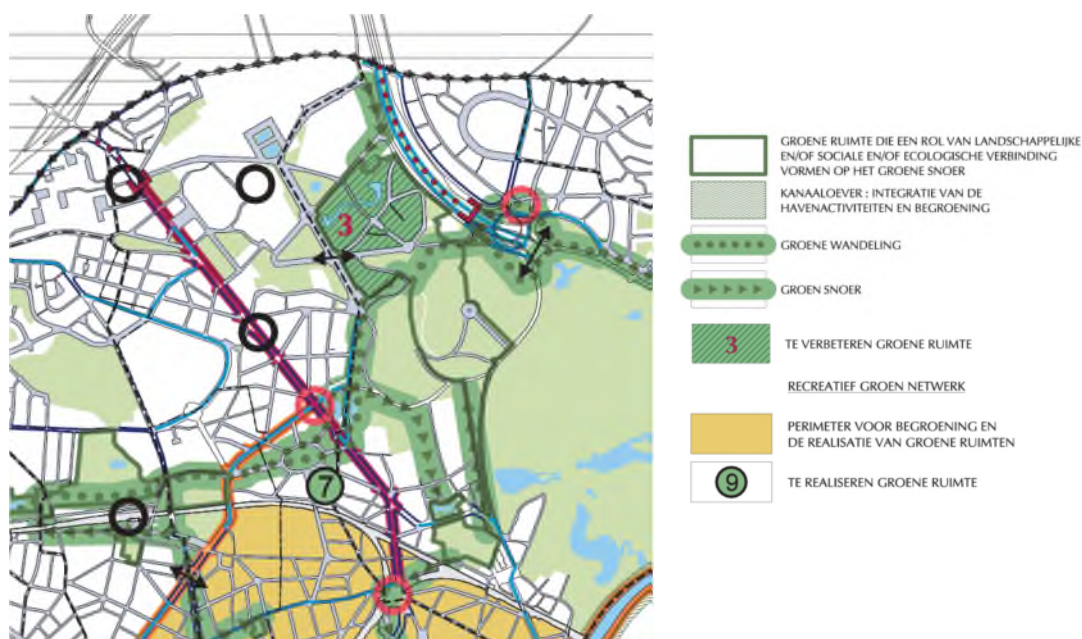 3
7
GROENE RUIMTE DIE EEN ROL VAN LANDSCHAPPELIJKE
EN/OF SOCIALE EN/OF ECOLOGISCHE VERBINDING
VORMEN OP HET GROENE SNOER
KANAALOEVER : INTEGRATIE VAN DE
HAVENACTIVITEITEN EN BEGROENING
GROENE WANDELING
GROEN SNOER
3 TE VERBETEREN GROENE RUIMTE
RECREATIEF GROEN NETWERK
PERIMETER VOOR BEGROENING EN
DE REALISATIE VAN GROENE RUIMTEN
9 TE REALISEREN GROENE RUIMTE